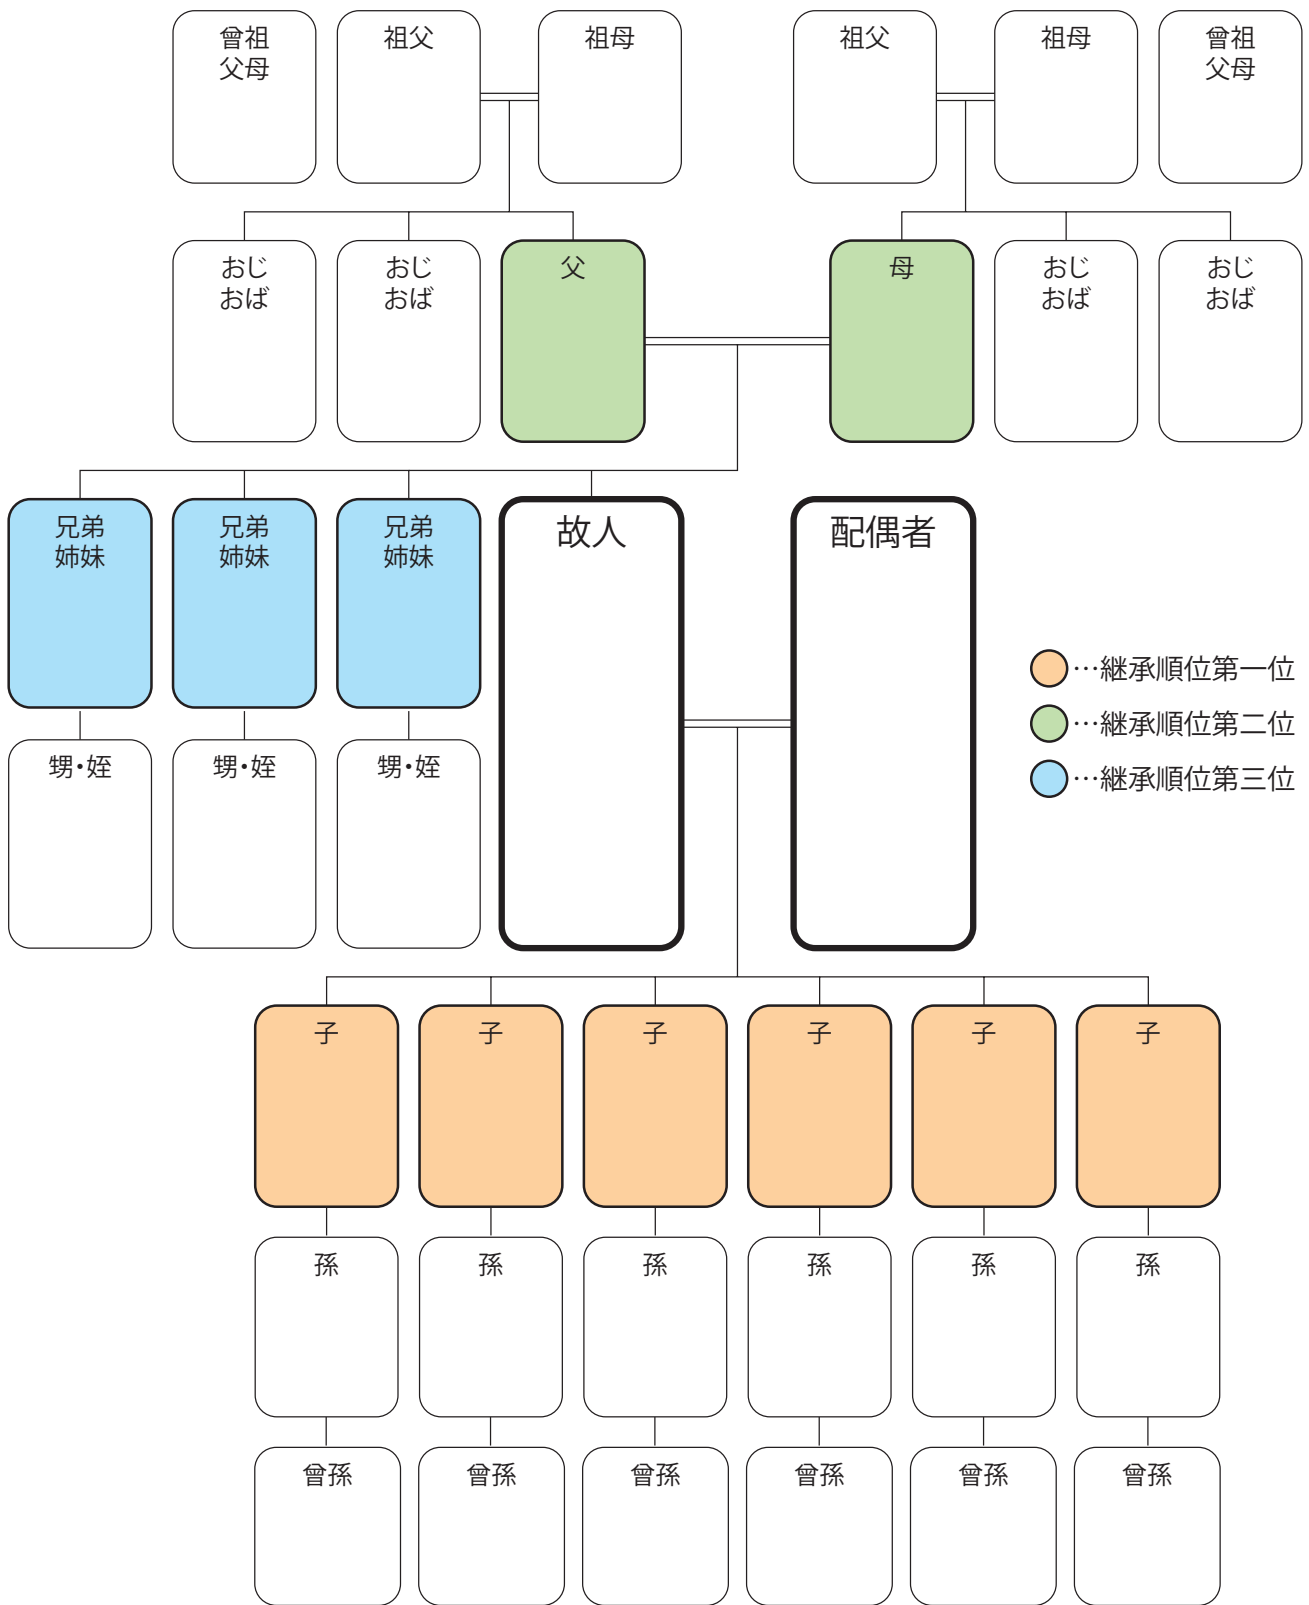 曾祖
父母
祖父
祖母
祖父
祖母
曾祖
父母
おじ
おば
おじ
おば
父
母
おじ
おば
おじ
おば
兄弟
姉妹
兄弟
姉妹
兄弟
姉妹
故人
配偶者
…継承順位第一位
…継承順位第二位
…継承順位第三位
甥・姪
甥・姪
甥・姪
子
子
子
子
子
子
孫
孫
孫
孫
孫
孫
曾孫
曾孫
曾孫
曾孫
曾孫
曾孫